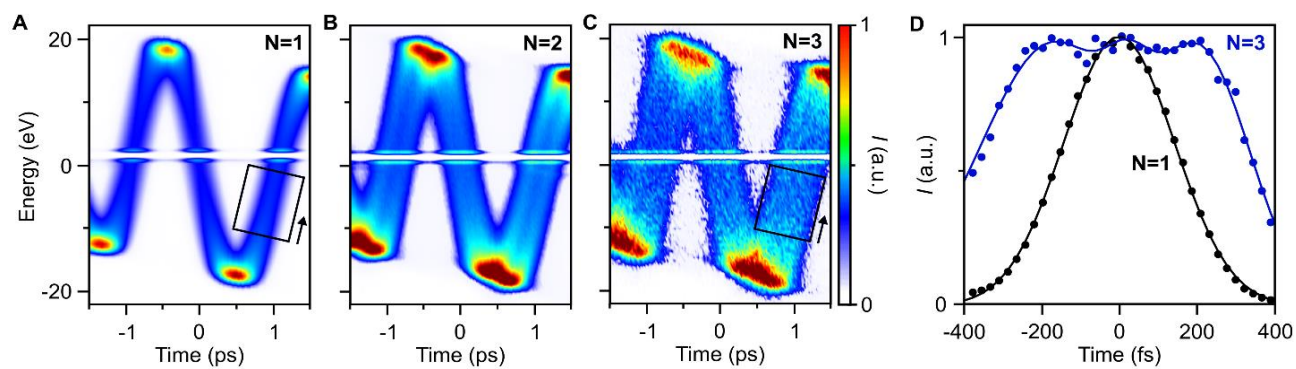 A
N=1
B
N=2
C
N=3
D
Energy (eV)
20
0
-20
-1
0
1
Time (ps)
-1
0
1
Time (ps)
-1
0
1
Time (ps)
1
I (a.u.)
0
I (a.u.)
1
0
N=3
N=1
-400
-200
0
200
400
Time (fs)